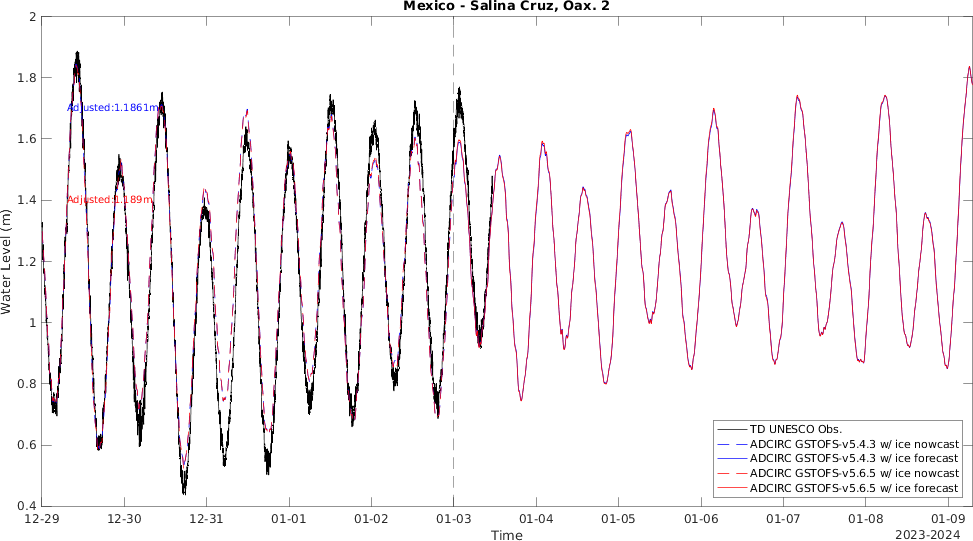 Mexico - Salina Cruz, Oax. 2
2
1.8
1.6
1.4
1.2
1
0.8
0.6
0.4
Water Level (m)
Adjusted:1.1861m
Adjusted:1.189m
TD UNESCO Obs.
ADCIRC GSTOFS-v5.4.3 w/ ice nowcast
ADCIRC GSTOFS-v5.4.3 w/ ice forecast
ADCIRC GSTOFS-v5.6.5 w/ ice nowcast
ADCIRC GSTOFS-v5.6.5 w/ ice forecast
12-29 12-30 12-31 01-01 01-02 01-03 01-04 01-05 01-06 01-07 01-08 01-09
Time
2023-2024